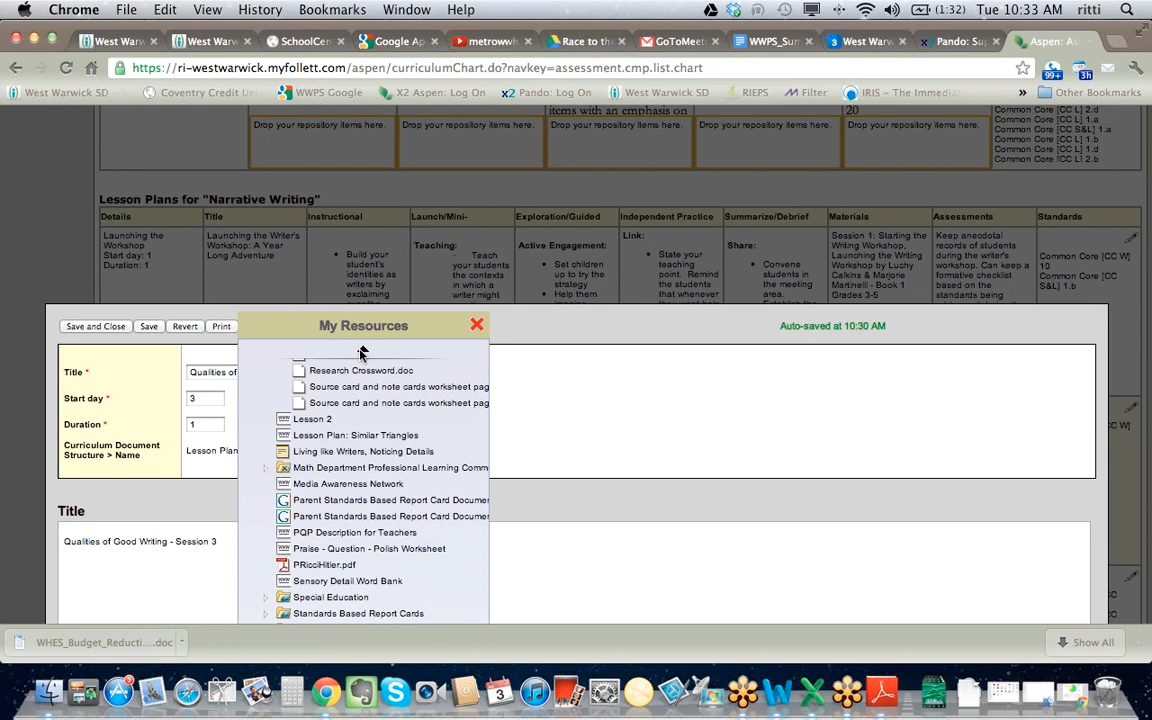 Chrome File Edit View History Bookmarks Window Help (1:32) Tue 10:33 AM ritti
West Warw West Warw SchoolCen Google Ap metroww Race to th GoToMeet WWPS_Sum West Warw Pando: Sup Aspen: As
https://ri-westwarwick.myfollett.com/aspen/curriculumChart.do?navkey=assessment.cmp.list.chart 99+ 3h
West Warwick SD Coventry Credit Un WWPS Google X2 Aspen: Log On Pando: Log On West Warwick SD RIEPS Filter IRIS – The Immedia » Other Bookmarks
items with an emphasis on 20
Common Core [CC L] 2.d
Common Core [CC L] 1.a
Common Core [CC S&L] 1.a
Common Core [CC L] 1.b
Common Core [CC L] 1.d
Common Core [CC L] 2.b
Drop your repository items here. Drop your repository items here. Drop your repository items here. Drop your repository items here. Drop your repository items here.
Lesson Plans for "Narrative Writing"
Details Title Instructional Launch/Mini- Exploration/Guided Independent Practice Summarize/Debrief Materials Assessments Standards
Launching the
Workshop
Start day: 1
Duration: 1
Launching the Writer's
Workshop: A Year
Long Adventure
Build your
student's
identities as
writers by
explaining
Teaching:
- Teach
your students
the contexts
in which a
writer might
Active Engagement:
Set children
up to try the
strategy
Help them
Link:
State your
teaching
point. Remind
the students
that whenever
Share:
Convene
students in
the meeting
Session 1: Starting the
Writing Workshop,
Launching the Writing
Workshop by Luchy
Calkins & Marjorie
Martinelli - Book 1
Grades 3-5
Keep anecdotal
records of students
during the writer's
workshop. Can keep a
formative checklist
based on the
standards being
Common Core [CC W]
10
Common Core [CC
S&L] 1.b
Save and Close Save Revert Print
My Resources
Auto-saved at 10:30 AM
Title * Qualities of
Start day * 3
Duration * 1
Curriculum Document
Structure > Name
Lesson Plan
Research Crossword.doc
Source card and note cards worksheet pag
Source card and note cards worksheet pag
Lesson 2
Lesson Plan: Similar Triangles
Living like Writers, Noticing Details
Math Department Professional Learning Comm
Media Awareness Network
Parent Standards Based Report Card Documer
Parent Standards Based Report Card Documer
PQP Description for Teachers
Praise - Question - Polish Worksheet
PRicciHitler.pdf
Sensory Detail Word Bank
Special Education
Standards Based Report Cards
CC W]
Title
Qualities of Good Writing - Session 3
WHES_Budget_Reducti....doc Show All